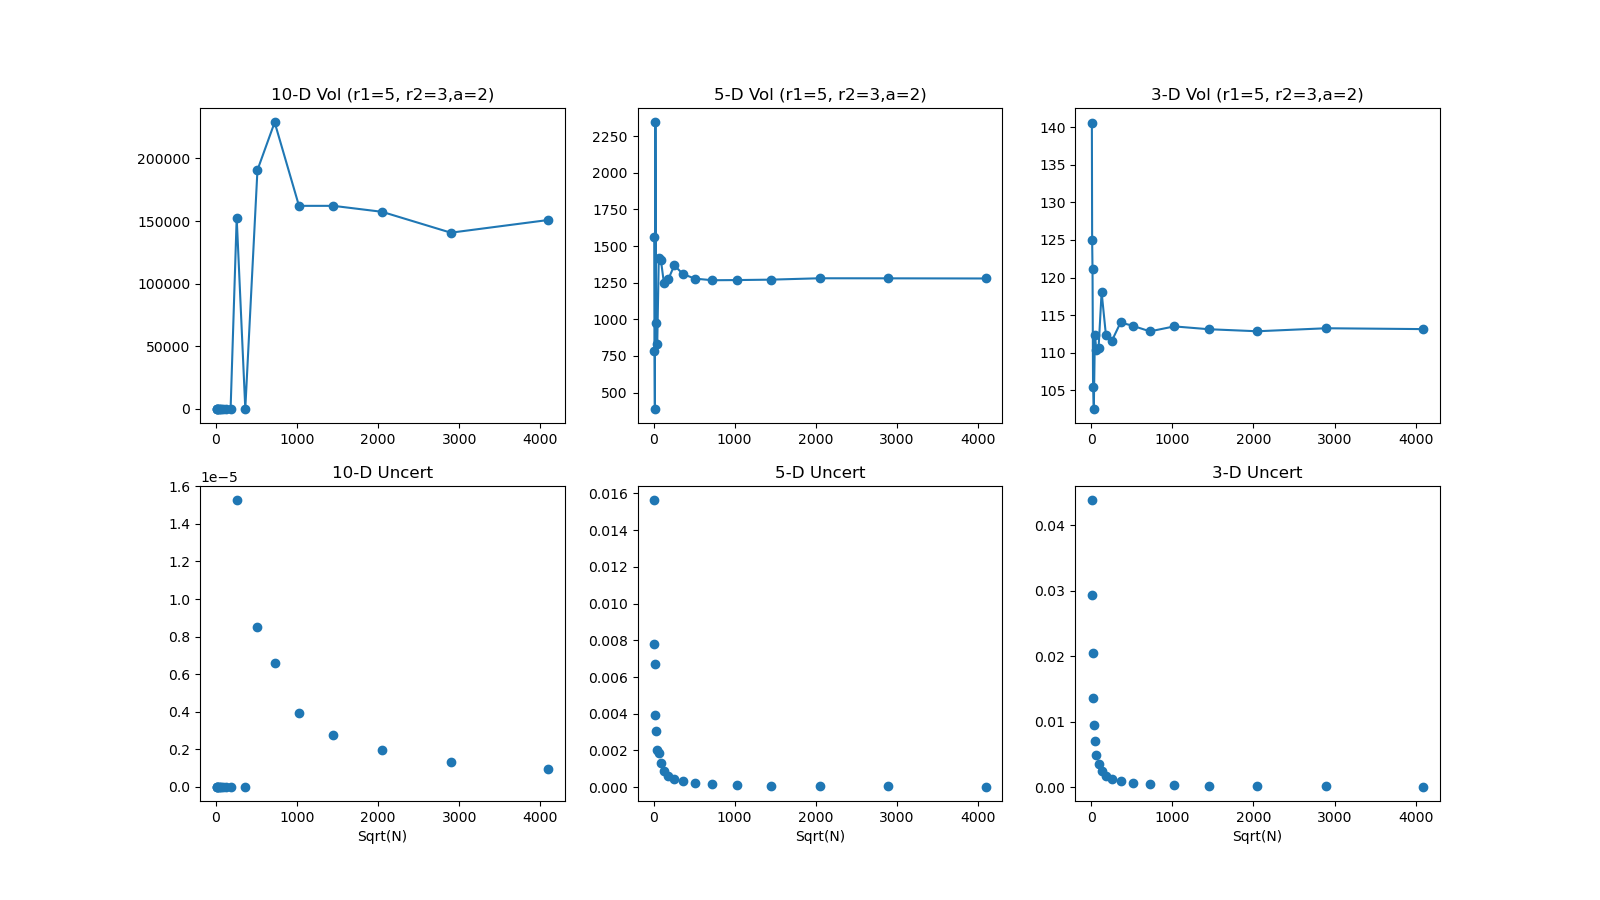 10-D Vol (r1=5, r2=3,a=2)
200000
150000
100000
50000
0
0 1000 2000 3000 4000
5-D Vol (r1=5, r2=3,a=2)
2250
2000
1750
1500
1250
1000
750
500
0 1000 2000 3000 4000
3-D Vol (r1=5, r2=3,a=2)
140
135
130
125
120
115
110
105
0 1000 2000 3000 4000
10-D Uncert
1e−5
1.6
1.4
1.2
1.0
0.8
0.6
0.4
0.2
0.0
0 1000 2000 3000 4000
Sqrt(N)
5-D Uncert
0.016
0.014
0.012
0.010
0.008
0.006
0.004
0.002
0.000
0 1000 2000 3000 4000
Sqrt(N)
3-D Uncert
0.04
0.03
0.02
0.01
0.00
0 1000 2000 3000 4000
Sqrt(N)